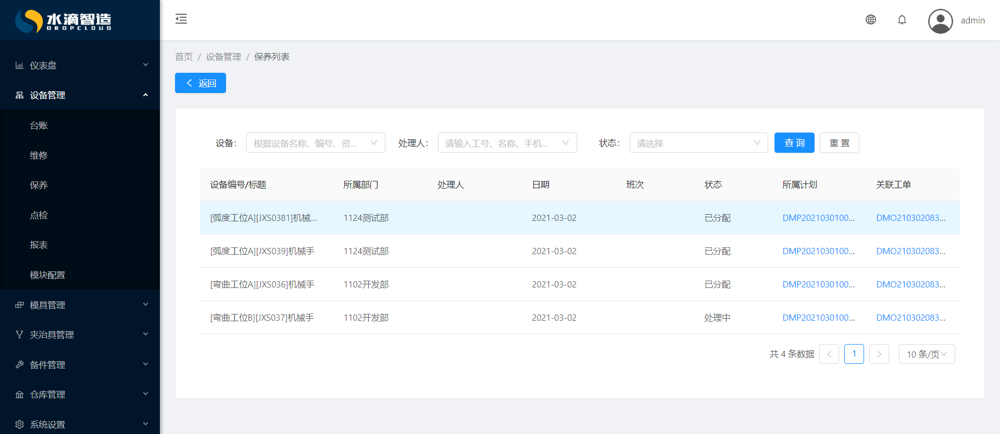 水滴智造
DROPCLOUD
admin
仪表盘
设备管理
台账
维修
保养
点检
报表
模块配置
模具管理
夹治具管理
备件管理
仓库管理
系统设置
首页 / 设备管理 / 保养列表
返回
设备: 根据设备名称、编号、资... 处理人: 请输入工号、名称、手机... 状态: 请选择 查 询 重 置
设备编号/标题 所属部门 处理人 日期 班次 状态 所属计划 关联工单
[弧度工位A][JXS0381]机械... 1124测试部 2021-03-02 已分配 DMP2021030100... DMO210302083...
[弧度工位A][JXS039]机械手 1124测试部 2021-03-02 已分配 DMP2021030100... DMO210302083...
[弯曲工位A][JXS036]机械手 1102开发部 2021-03-02 已分配 DMP2021030100... DMO210302083...
[弯曲工位B][JXS037]机械手 1102开发部 2021-03-02 处理中 DMP2021030100... DMO210302083...
共 4 条数据 < 1 > 10 条/页